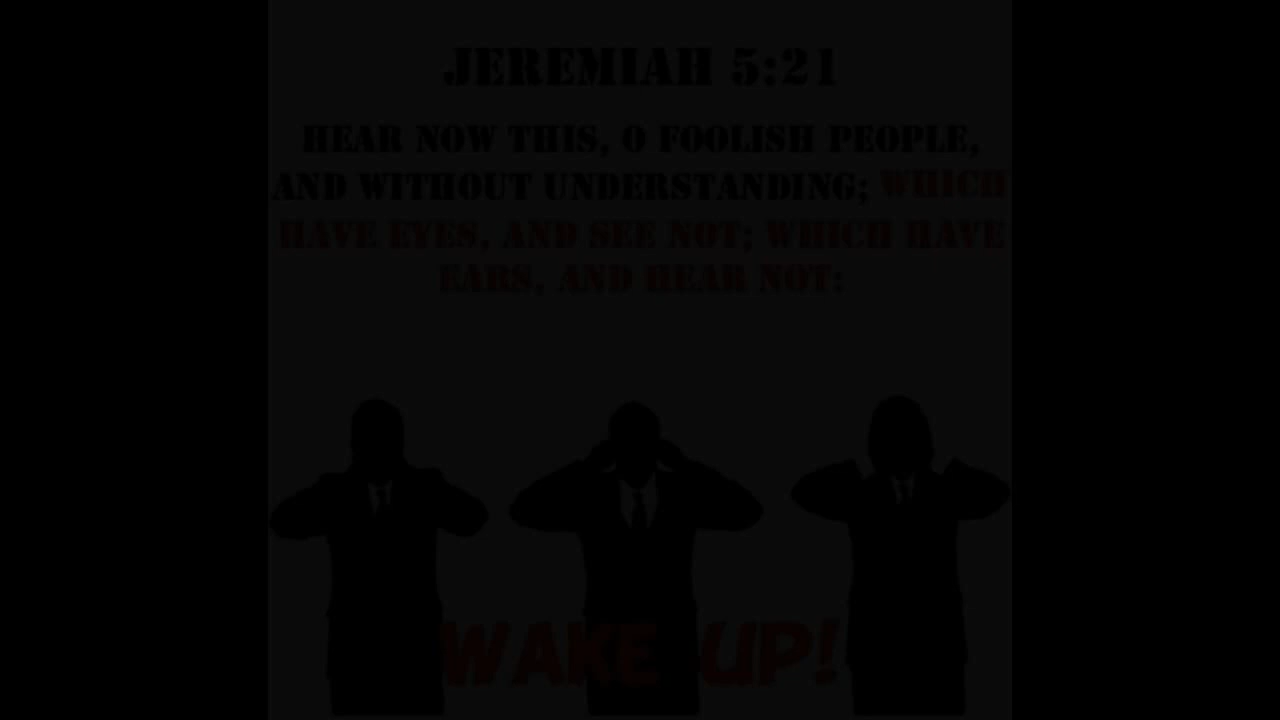 JEREMIAH 5:21
HEAR NOW THIS, O FOOLISH PEOPLE,
AND WITHOUT UNDERSTANDING; WHICH
HAVE EYES, AND SEE NOT; WHICH HAVE
EARS, AND HEAR NOT:
WAKE UP!